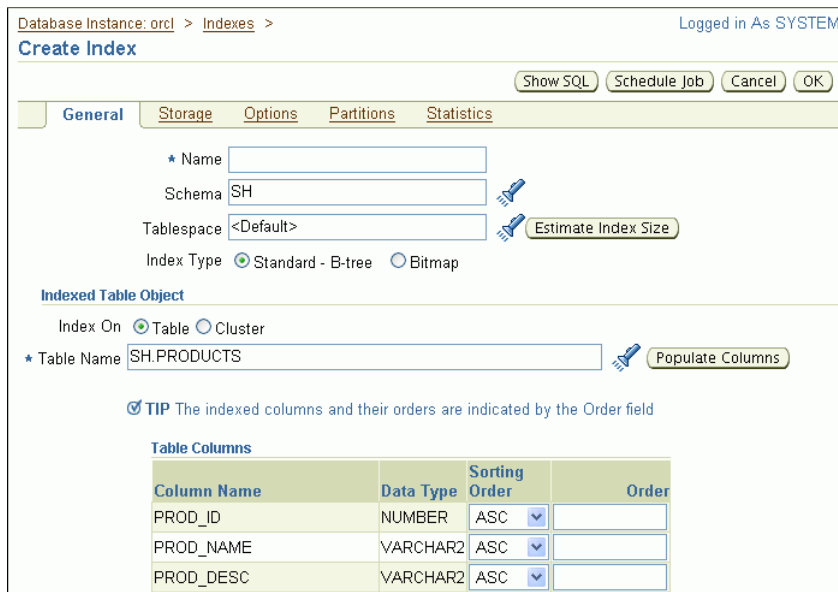 Database Instance: orcl > Indexes >
Logged in As SYSTEM
Create Index
Show SQL Schedule Job Cancel OK
General Storage Options Partitions Statistics
* Name
Schema SH
Tablespace <Default> Estimate Index Size
Index Type Standard - B-tree Bitmap
Indexed Table Object
Index On Table Cluster
* Table Name SH.PRODUCTS Populate Columns
TIP The indexed columns and their orders are indicated by the Order field
Table Columns
Column Name Data Type Sorting Order Order
PROD_ID NUMBER ASC
PROD_NAME VARCHAR2 ASC
PROD_DESC VARCHAR2 ASC